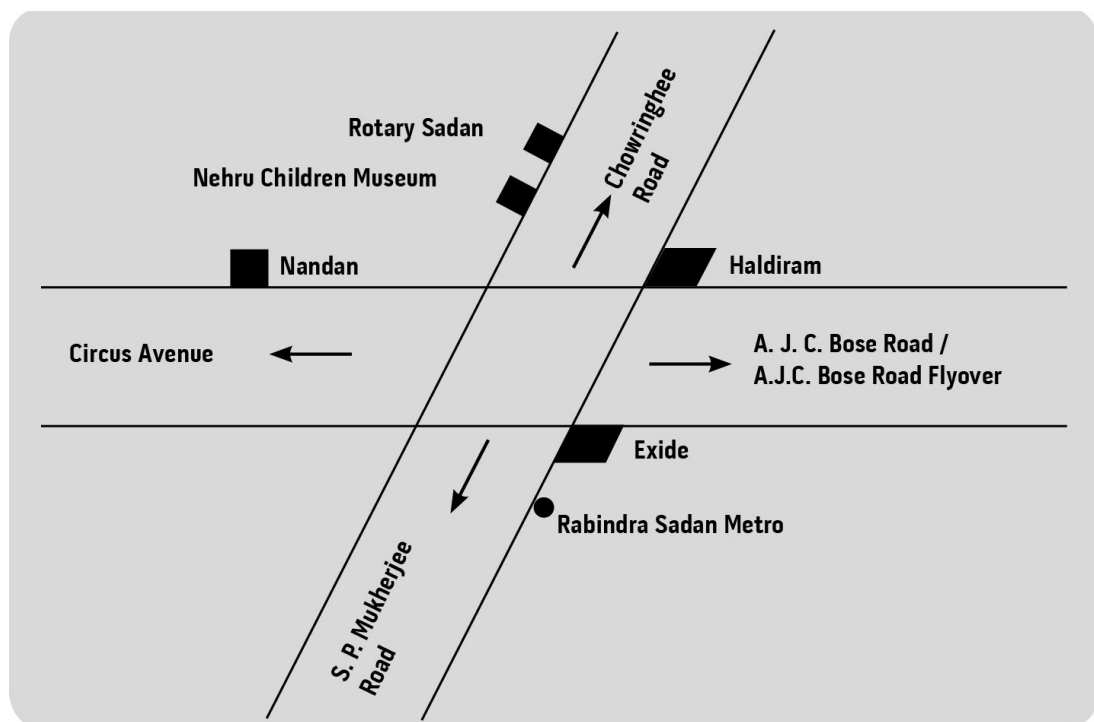 Rotary Sadan
Nehru Children Museum
Chowringhee
Road
Nandan
Haldiram
Circus Avenue
A. J. C. Bose Road /
A.J.C. Bose Road Flyover
Exide
Rabindra Sadan Metro
S. P. Mukherjee
Road